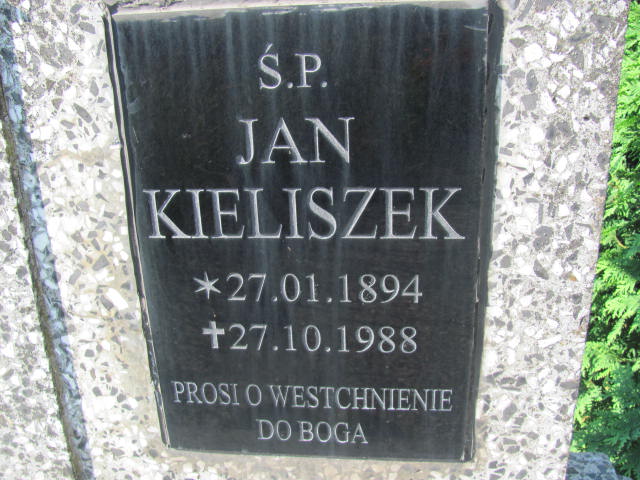 Ś.P.
JAN
KIELISZEK
*27.01.1894
✝27.10.1988
PROSI O WESTCHNIENIE
DO BOGA